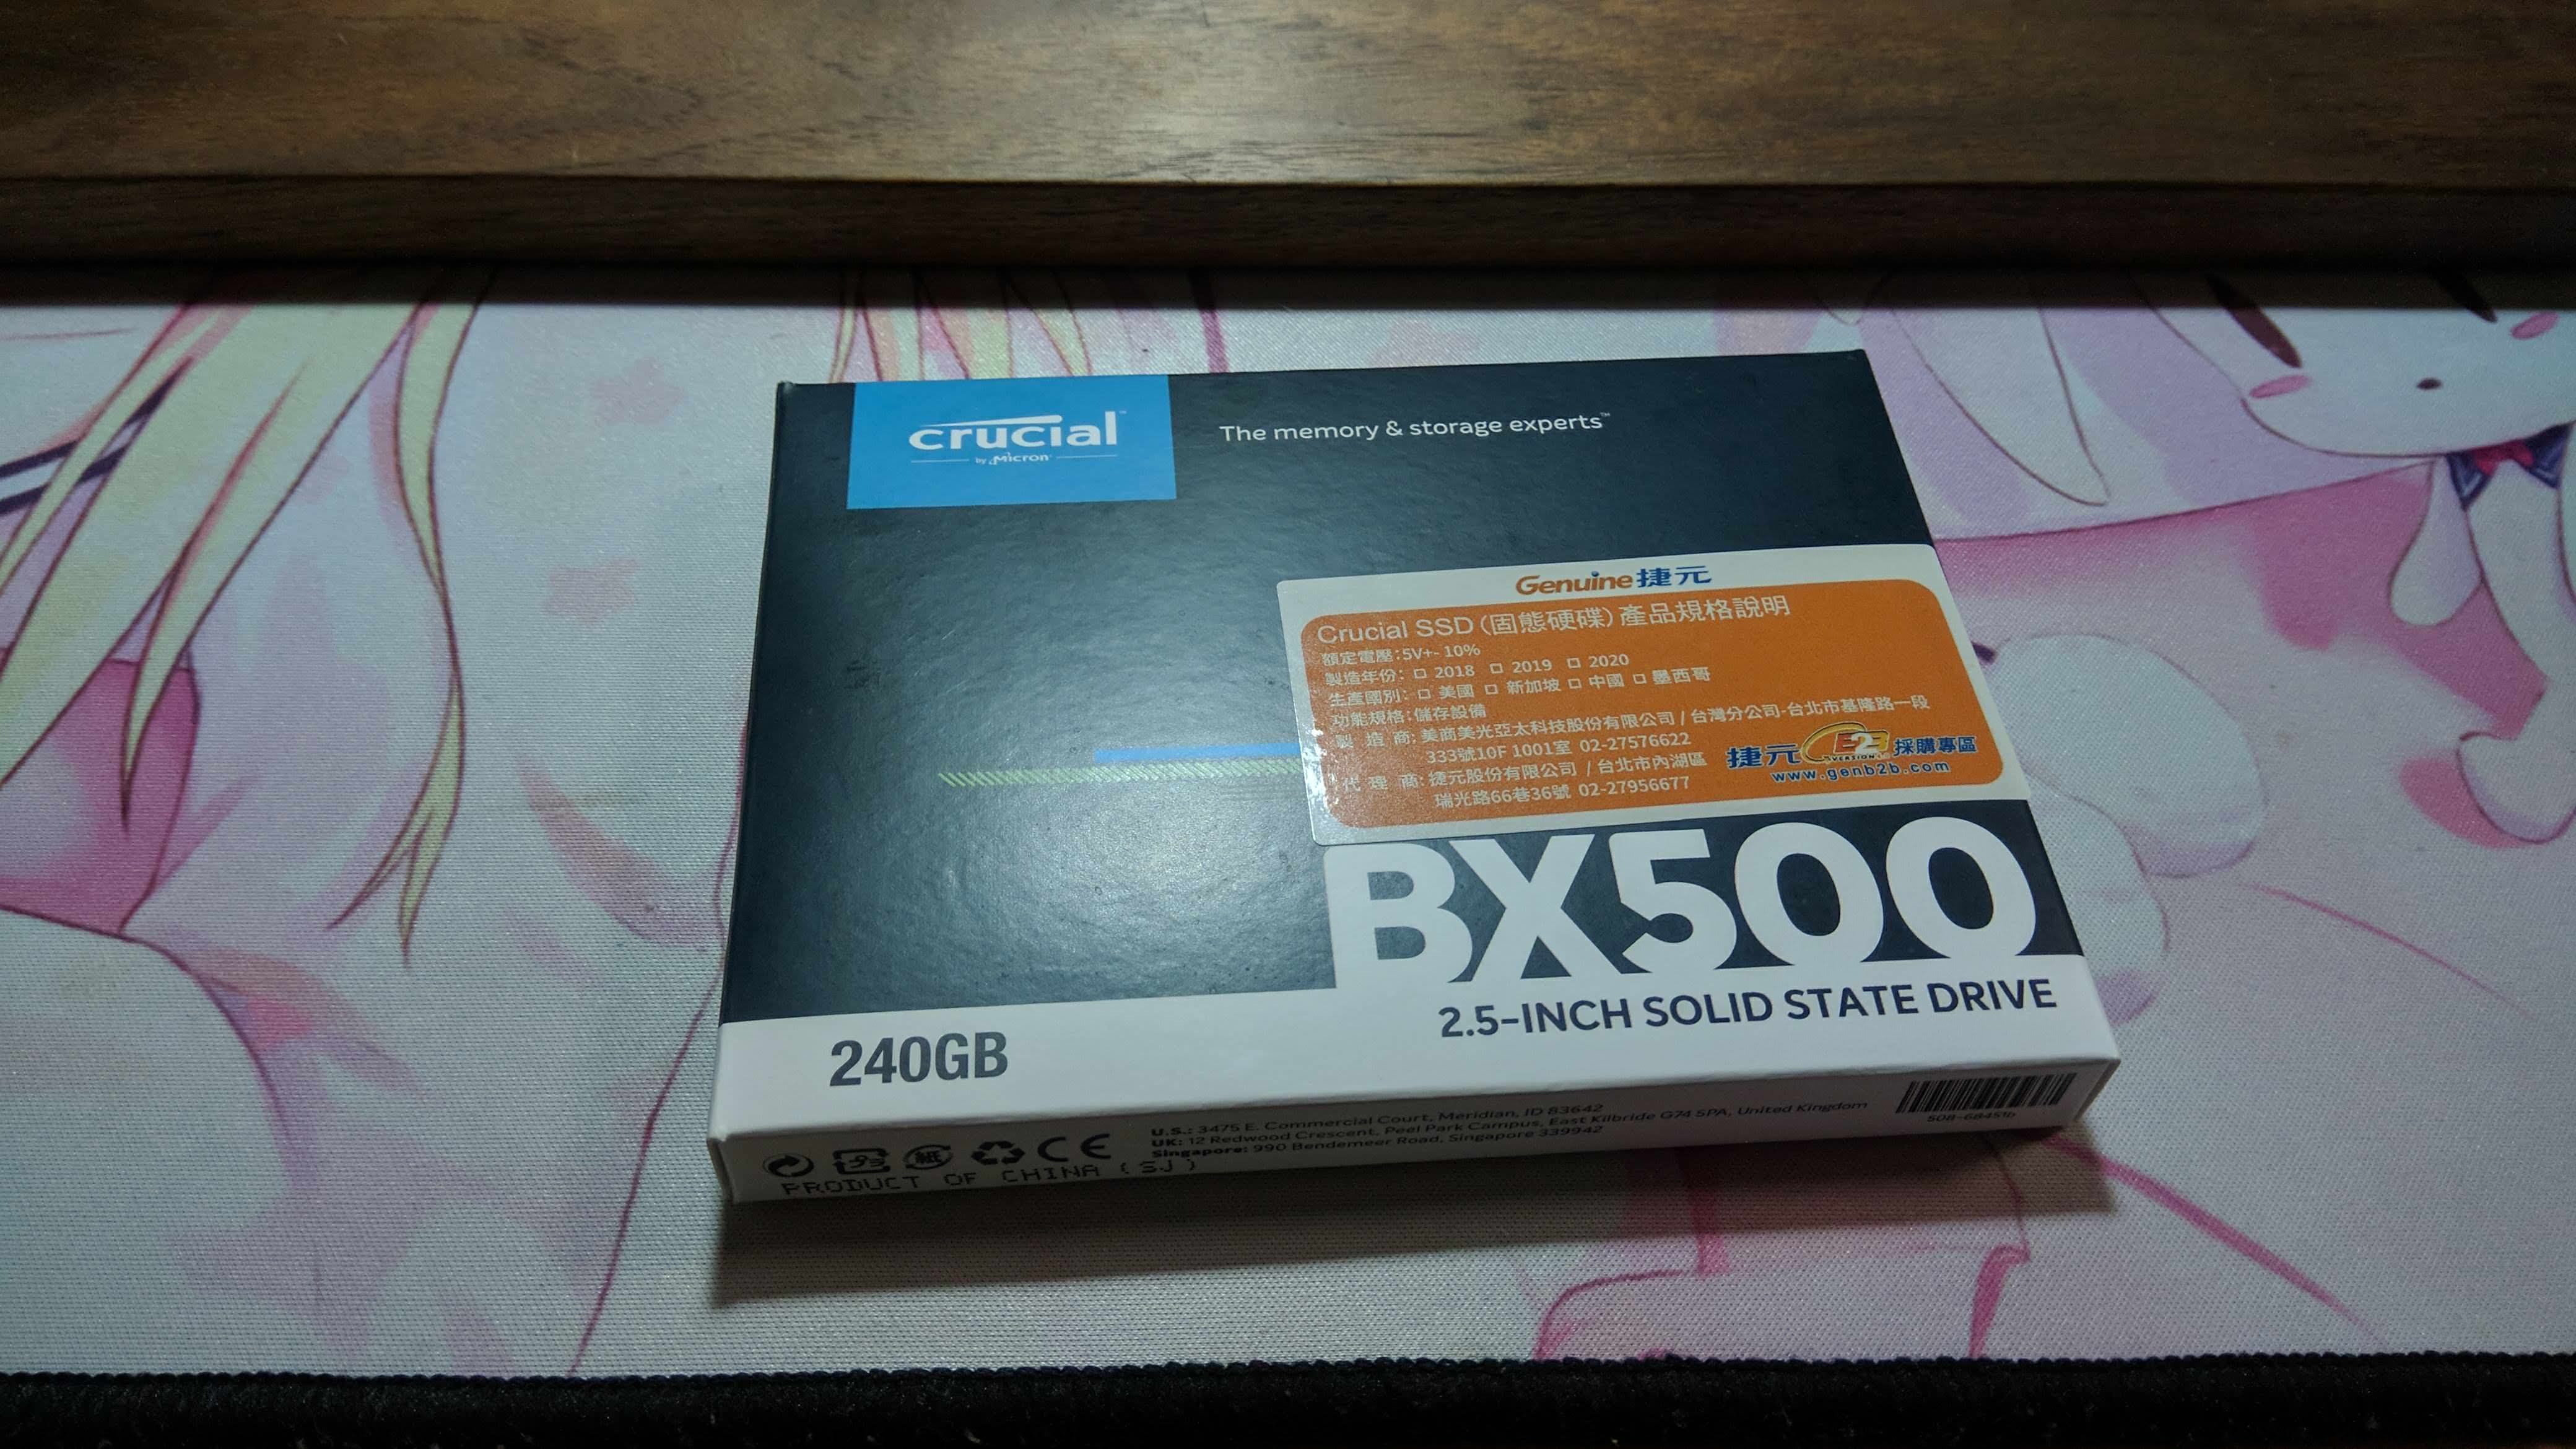 crucial™
by Micron
The memory & storage experts™
Genuine捷元
Crucial SSD(固態硬碟)產品規格說明
額定電壓:5V+- 10%
製造年份: □ 2018 □ 2019 □ 2020
生產國別: □ 美國 □ 新加坡 □ 中國 □ 墨西哥
功能規格:儲存設備
製 造 商: 美商美光亞太科技股份有限公司 / 台灣分公司-台北市基隆路一段
333號10F 1001室 02-27576622
代 理 商: 捷元股份有限公司 / 台北市內湖區
瑞光路66巷36號 02-27956677
捷元 B2B 採購專區
www.genb2b.com
BX500
2.5-INCH SOLID STATE DRIVE
240GB
U.S.: 3475 E. Commercial Court, Meridian, ID 83642
UK: 12 Redwood Crescent, Peel Park Campus, East Kilbride G74 5PA, United Kingdom
Singapore: 990 Bendemeer Road, Singapore 339942
紙
CE
PRODUCT OF CHINA (SJ)